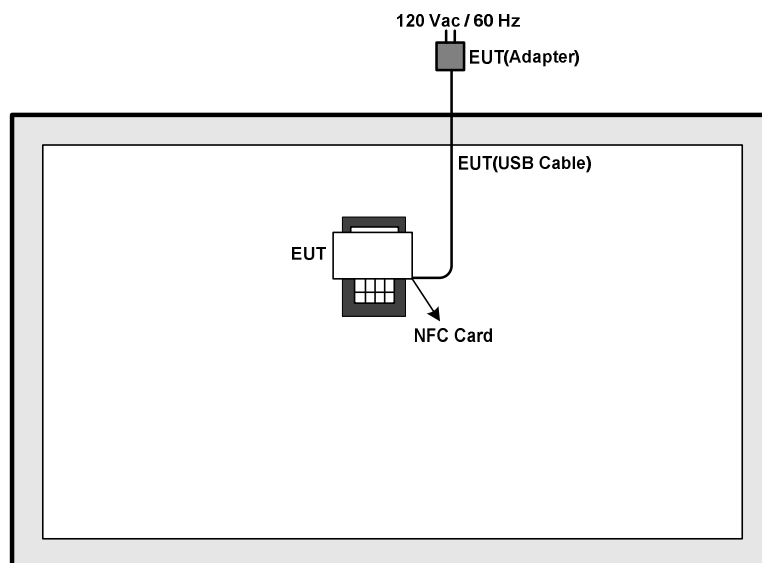 120 Vac / 60 Hz
EUT(Adapter)
EUT(USB Cable)
EUT
NFC Card